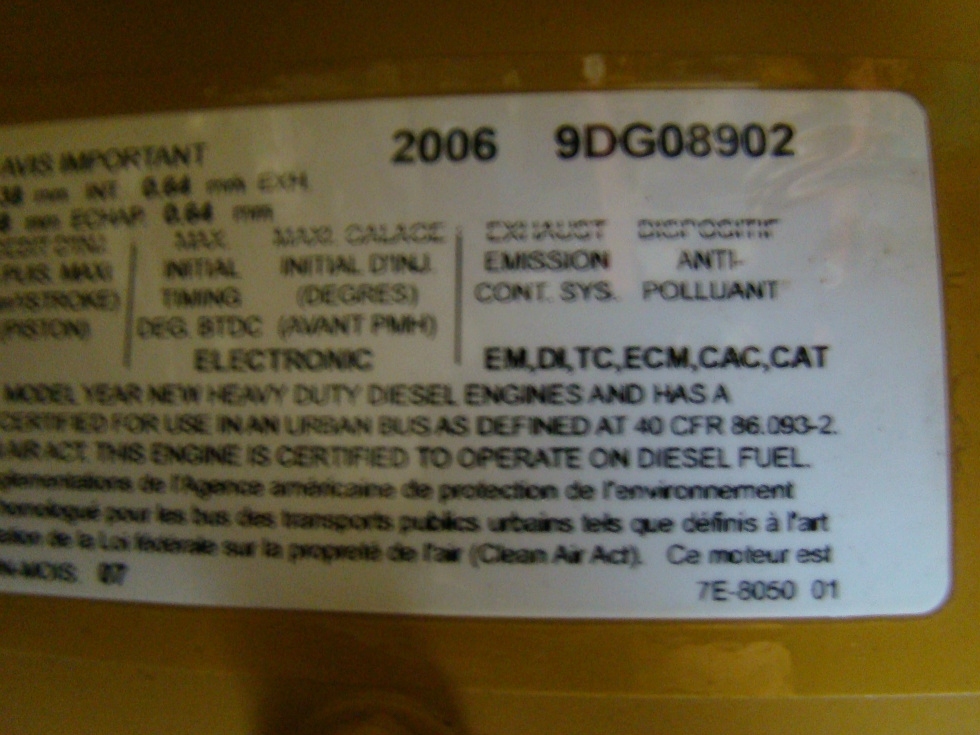 2006 9DG08902
AVIS IMPORTANT
mm INT. 0.64 mm EXH.
mm ECHAP. 0.64 mm
MAX. MAXI. CALAGE EXHAUST DISPOSITIF
PUIS. MAXI INITIAL INITIAL D'INJ. EMISSION ANTI-
TIMING (DEGRES) CONT. SYS. POLLUANT
DEG. BTDC (AVANT PMH)
ELECTRONIC EM,DI,TC,ECM,CAC,CAT
MODEL YEAR NEW HEAVY DUTY DIESEL ENGINES AND HAS A
CERTIFIED FOR USE IN AN URBAN BUS AS DEFINED AT 40 CFR 86.093-2.
AIR ACT. THIS ENGINE IS CERTIFIED TO OPERATE ON DIESEL FUEL.
de l'Agence américaine de protection de l'environnement
homologué pour les bus des transports publics urbains tels que définis à l'art
de la Loi fédérale sur la propreté de l'air (Clean Air Act). Ce moteur est
07
7E-8050 01